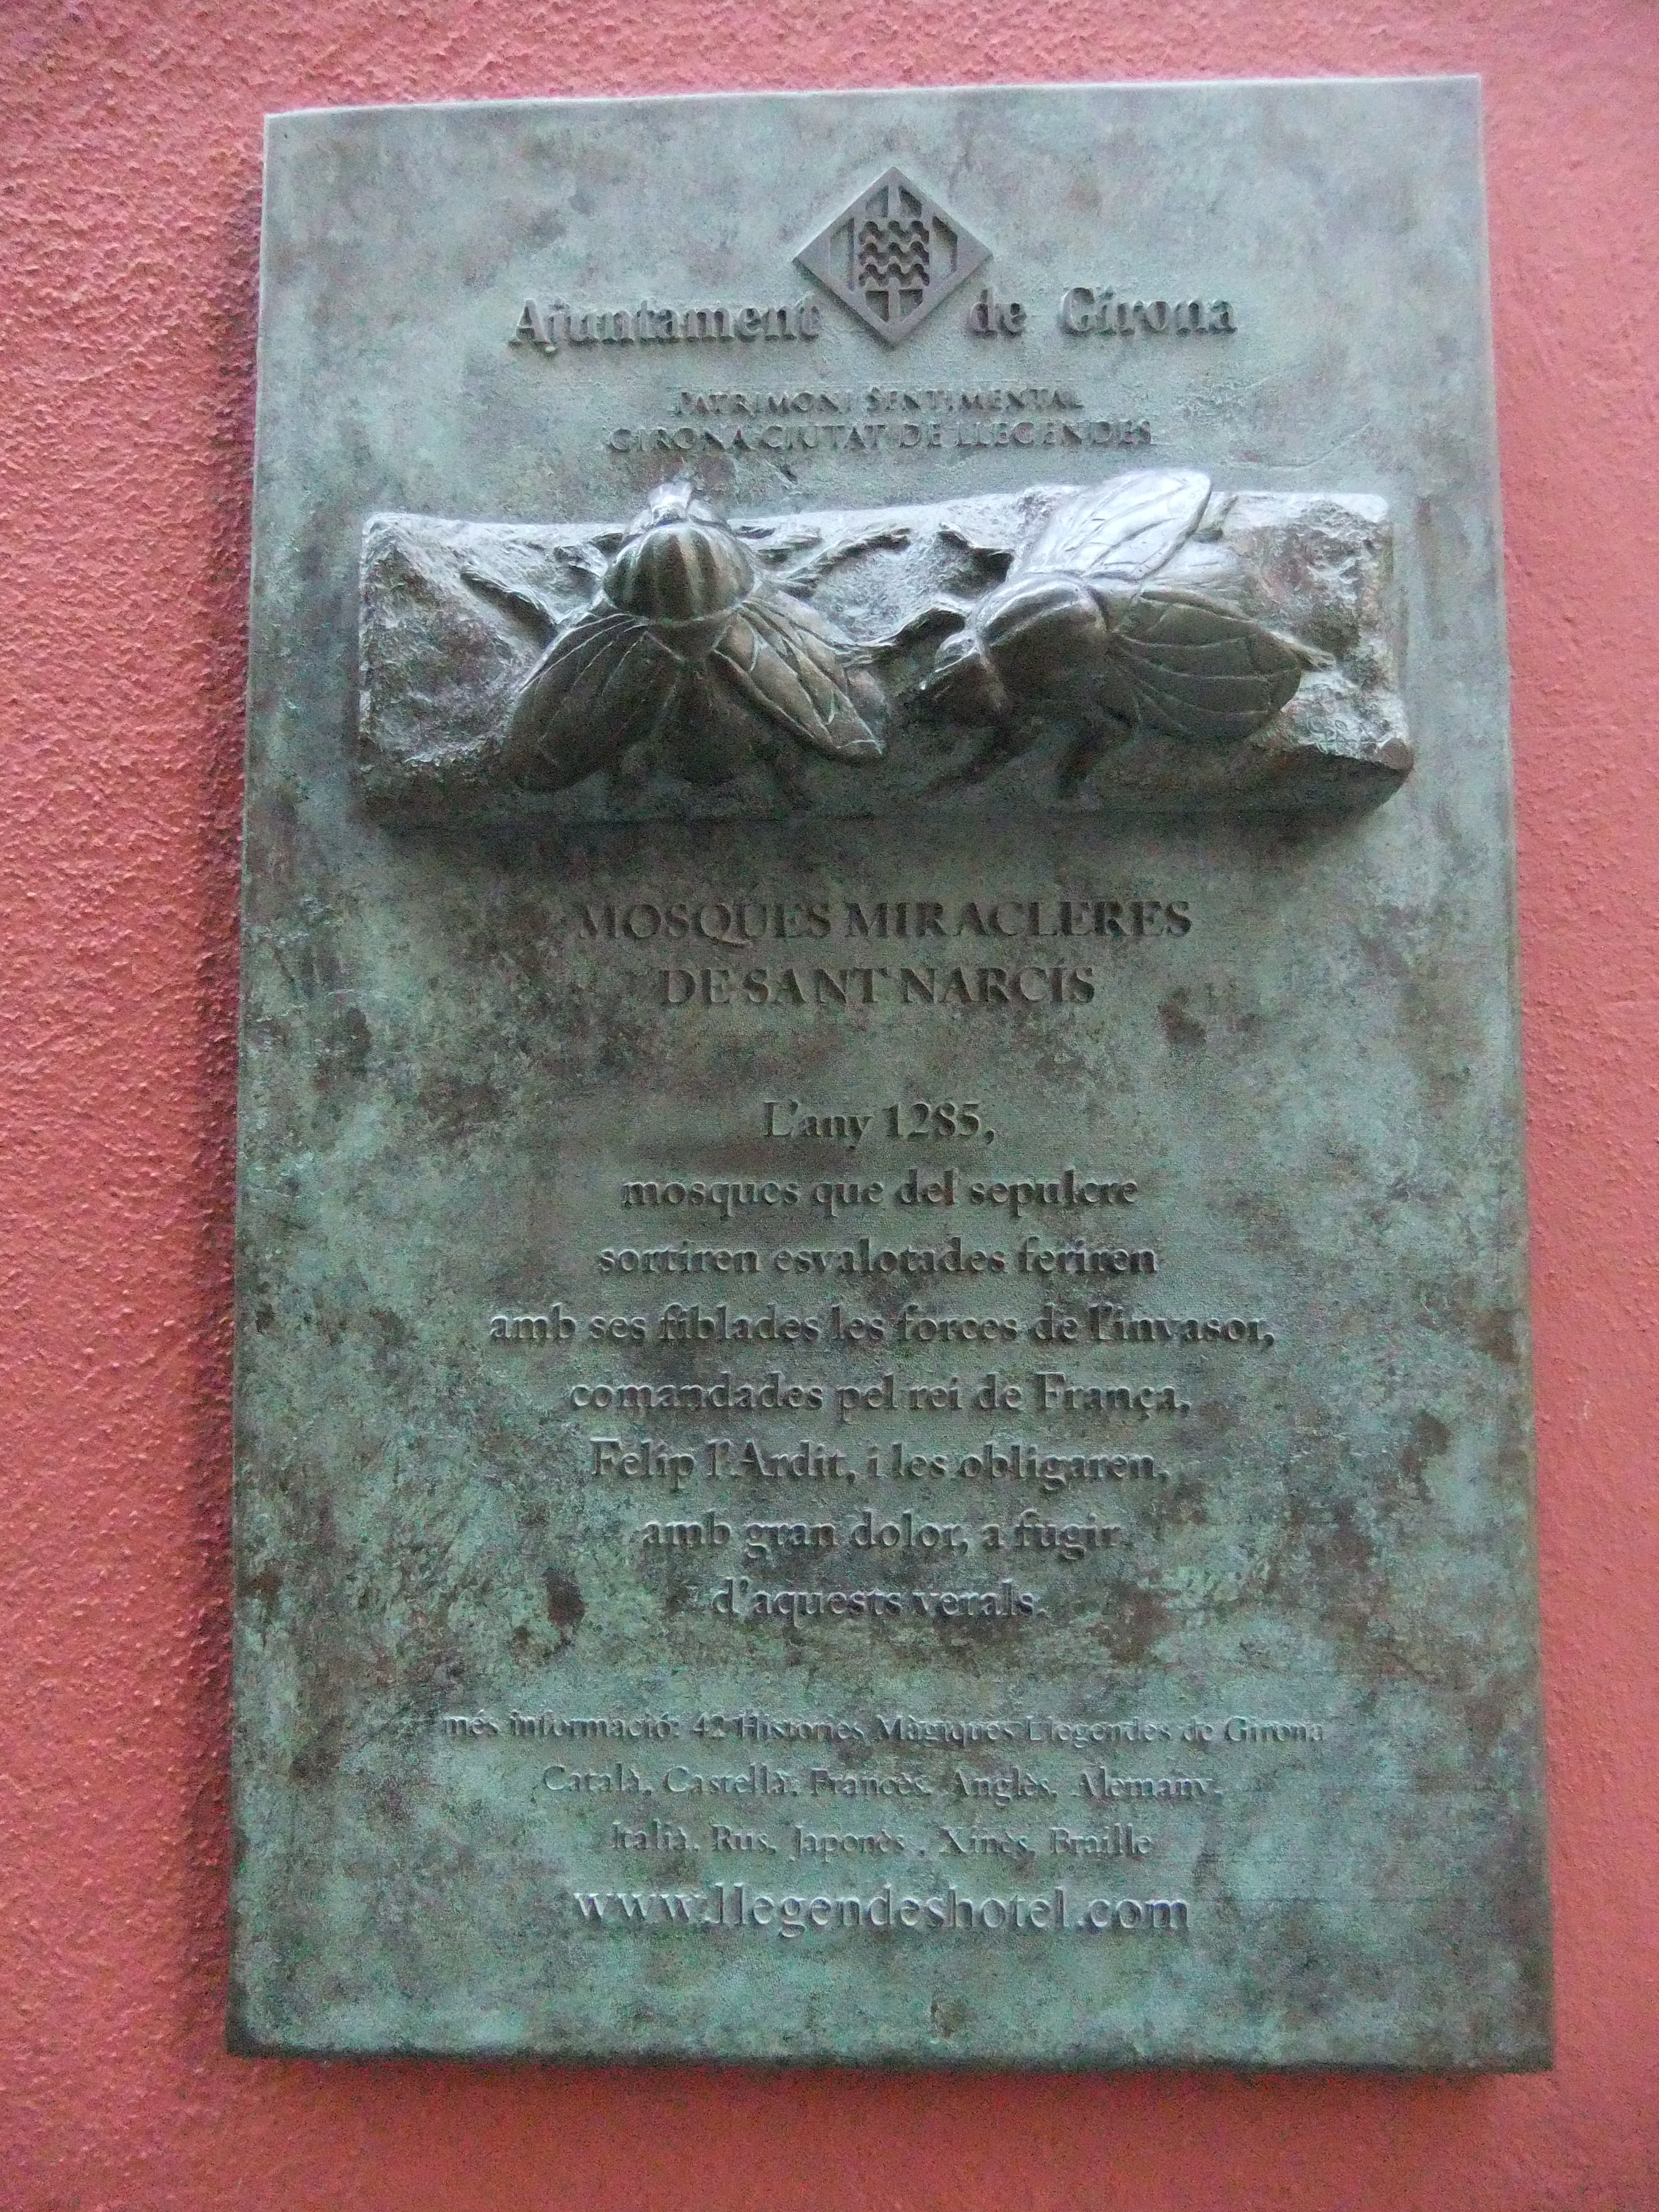 Ajuntament de Girona
PATRIMONI SENTIMENTAL
GIRONA CIUTAT DE LLEGENDES
MOSQUES MIRACLERES
DE SANT NARCÍS
L'any 1285,
mosques que del sepulcre
sortiren esvalotades feriren
amb ses fiblades les forces de l'invasor,
comandades pel rei de França,
Felip l'Ardit, i les obligaren,
amb gran dolor, a fugir
d'aquests verals.
més informació: 42 Histories Màgiques Llegendes de Girona
Català, Castellà, Francès, Anglès, Alemany,
Italià, Rus, Japonès , Xinès, Braille
www.llegendeshotel.com